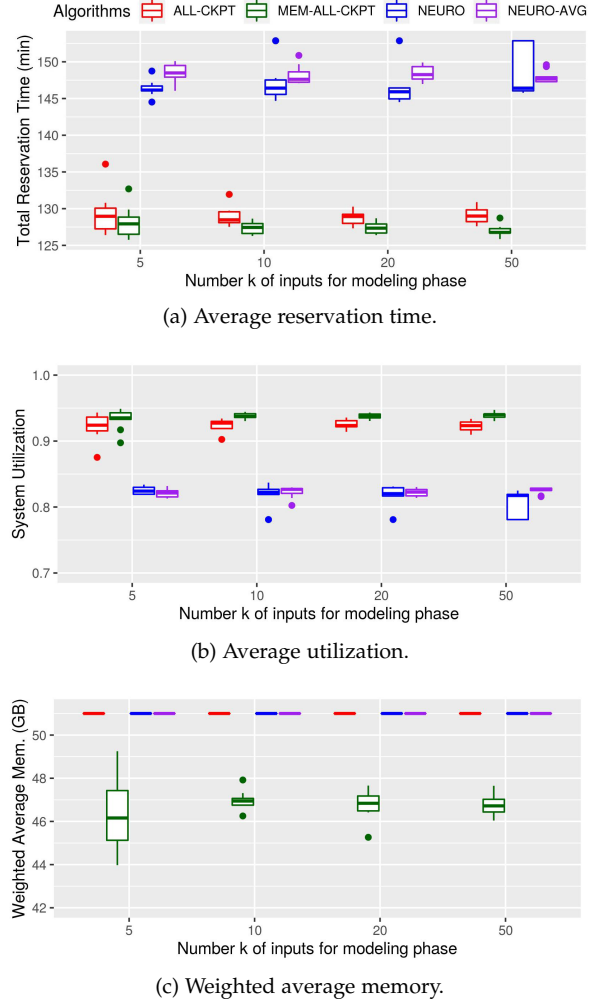 Algorithms ALL-CKPT MEM-ALL-CKPT NEURO NEURO-AVG
Total Reservation Time (min)
150
145
140
135
130
125
5 10 20 50
Number k of inputs for modeling phase
(a) Average reservation time.
System Utilization
1.0
0.9
0.8
0.7
5 10 20 50
Number k of inputs for modeling phase
(b) Average utilization.
Weighted Average Mem. (GB)
50
48
46
44
42
5 10 20 50
Number k of inputs for modeling phase
(c) Weighted average memory.